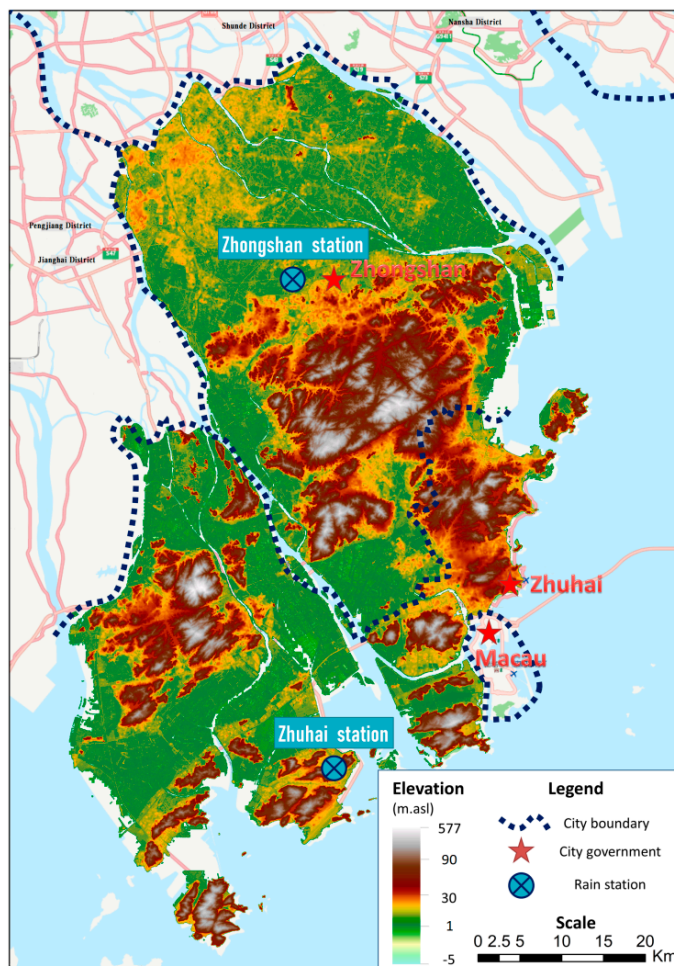 Shunde District
Nansha District
Pengjiang District
Jianghai District
Zhongshan station
Zhongshan
Zhuhai
Macau
Zhuhai station
Elevation
(m.asl)
577
90
30
1
-5
Legend
City boundary
City government
Rain station
Scale
0 2.5 5 10 15 20
Km